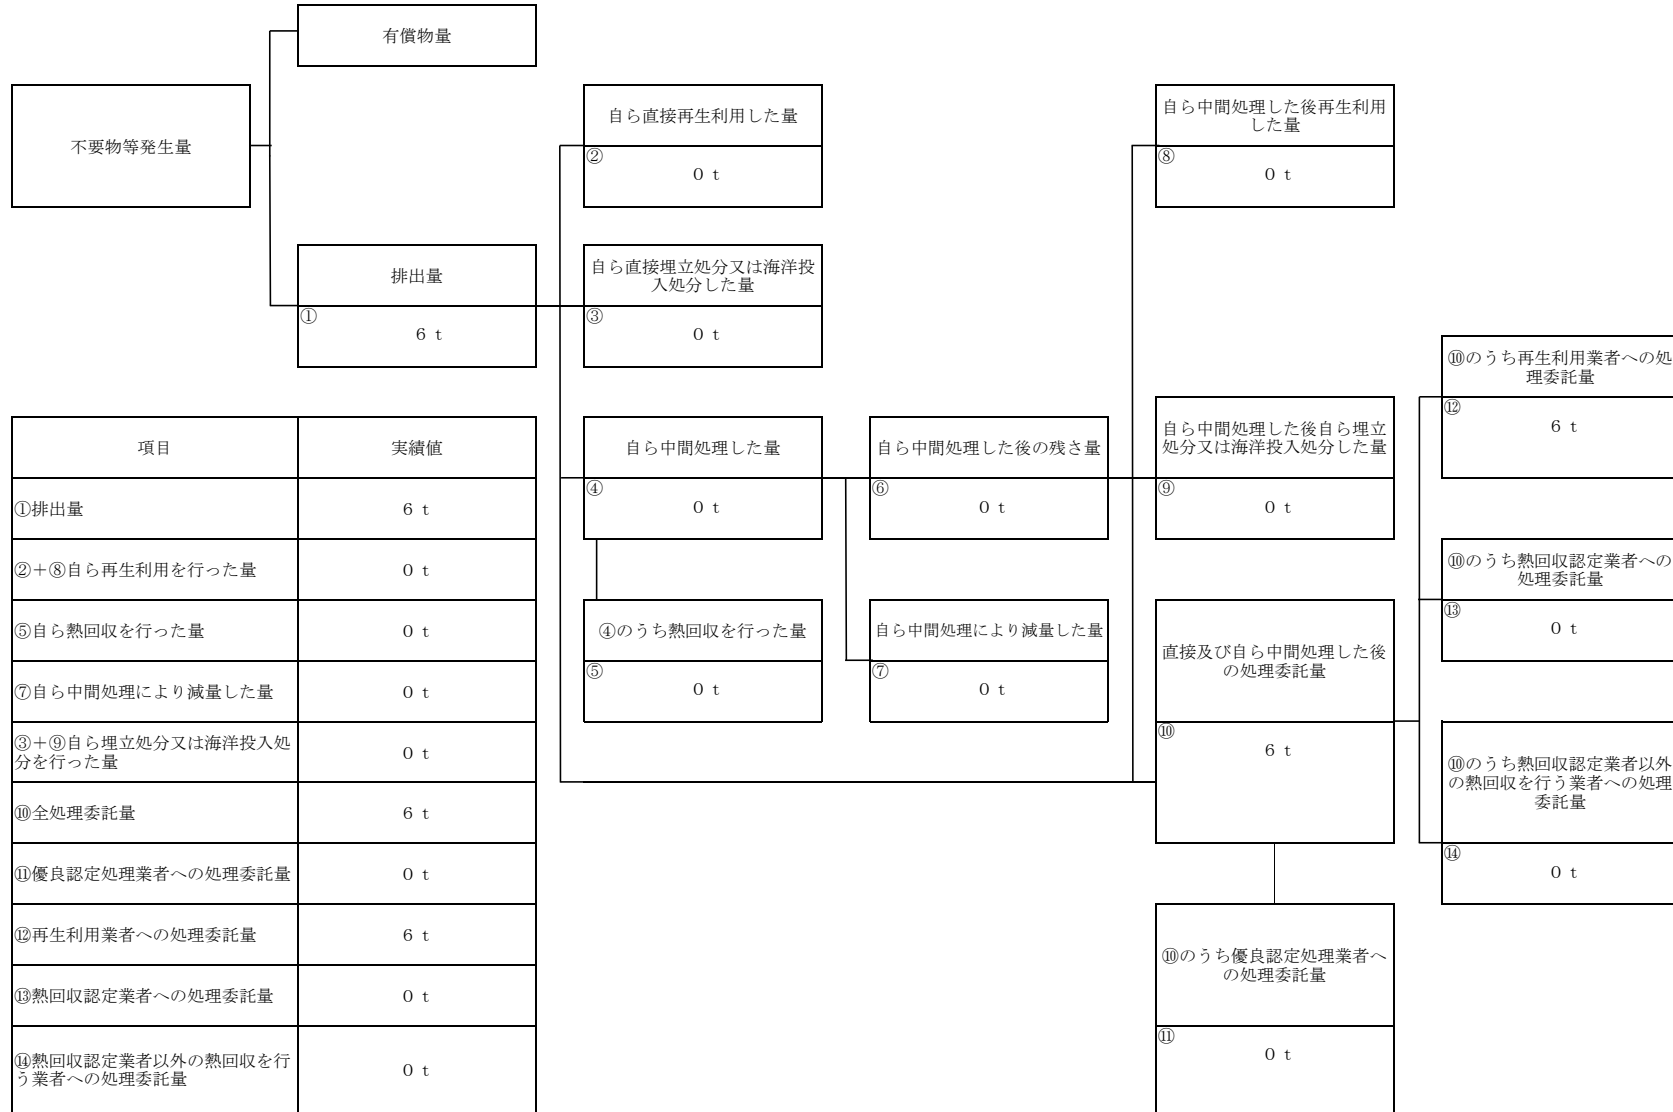 有償物量
不要物等発生量
自ら直接再生利用した量
②
0 t
自ら中間処理した後再生利用
した量
⑧
0 t
排出量
①
6 t
自ら直接埋立処分又は海洋投
入処分した量
③
0 t
⑩のうち再生利用業者への処
理委託量
⑫
6 t
自ら中間処理した量
④
0 t
自ら中間処理した後の残さ量
⑥
0 t
自ら中間処理した後自ら埋立
処分又は海洋投入処分した量
⑨
0 t
⑩のうち熱回収認定業者への
処理委託量
⑬
0 t
④のうち熱回収を行った量
⑤
0 t
自ら中間処理により減量した量
⑦
0 t
直接及び自ら中間処理した後
の処理委託量
⑩
6 t
⑩のうち熱回収認定業者以外
の熱回収を行う業者への処理
委託量
⑭
0 t
⑩のうち優良認定処理業者へ
の処理委託量
⑪
0 t
項目 実績値
①排出量 6 t
②+⑧自ら再生利用を行った量 0 t
⑤自ら熱回収を行った量 0 t
⑦自ら中間処理により減量した量 0 t
③+⑨自ら埋立処分又は海洋投入処
分を行った量 0 t
⑩全処理委託量 6 t
⑪優良認定処理業者への処理委託量 0 t
⑫再生利用業者への処理委託量 6 t
⑬熱回収認定業者への処理委託量 0 t
⑭熱回収認定業者以外の熱回収を行
う業者への処理委託量 0 t